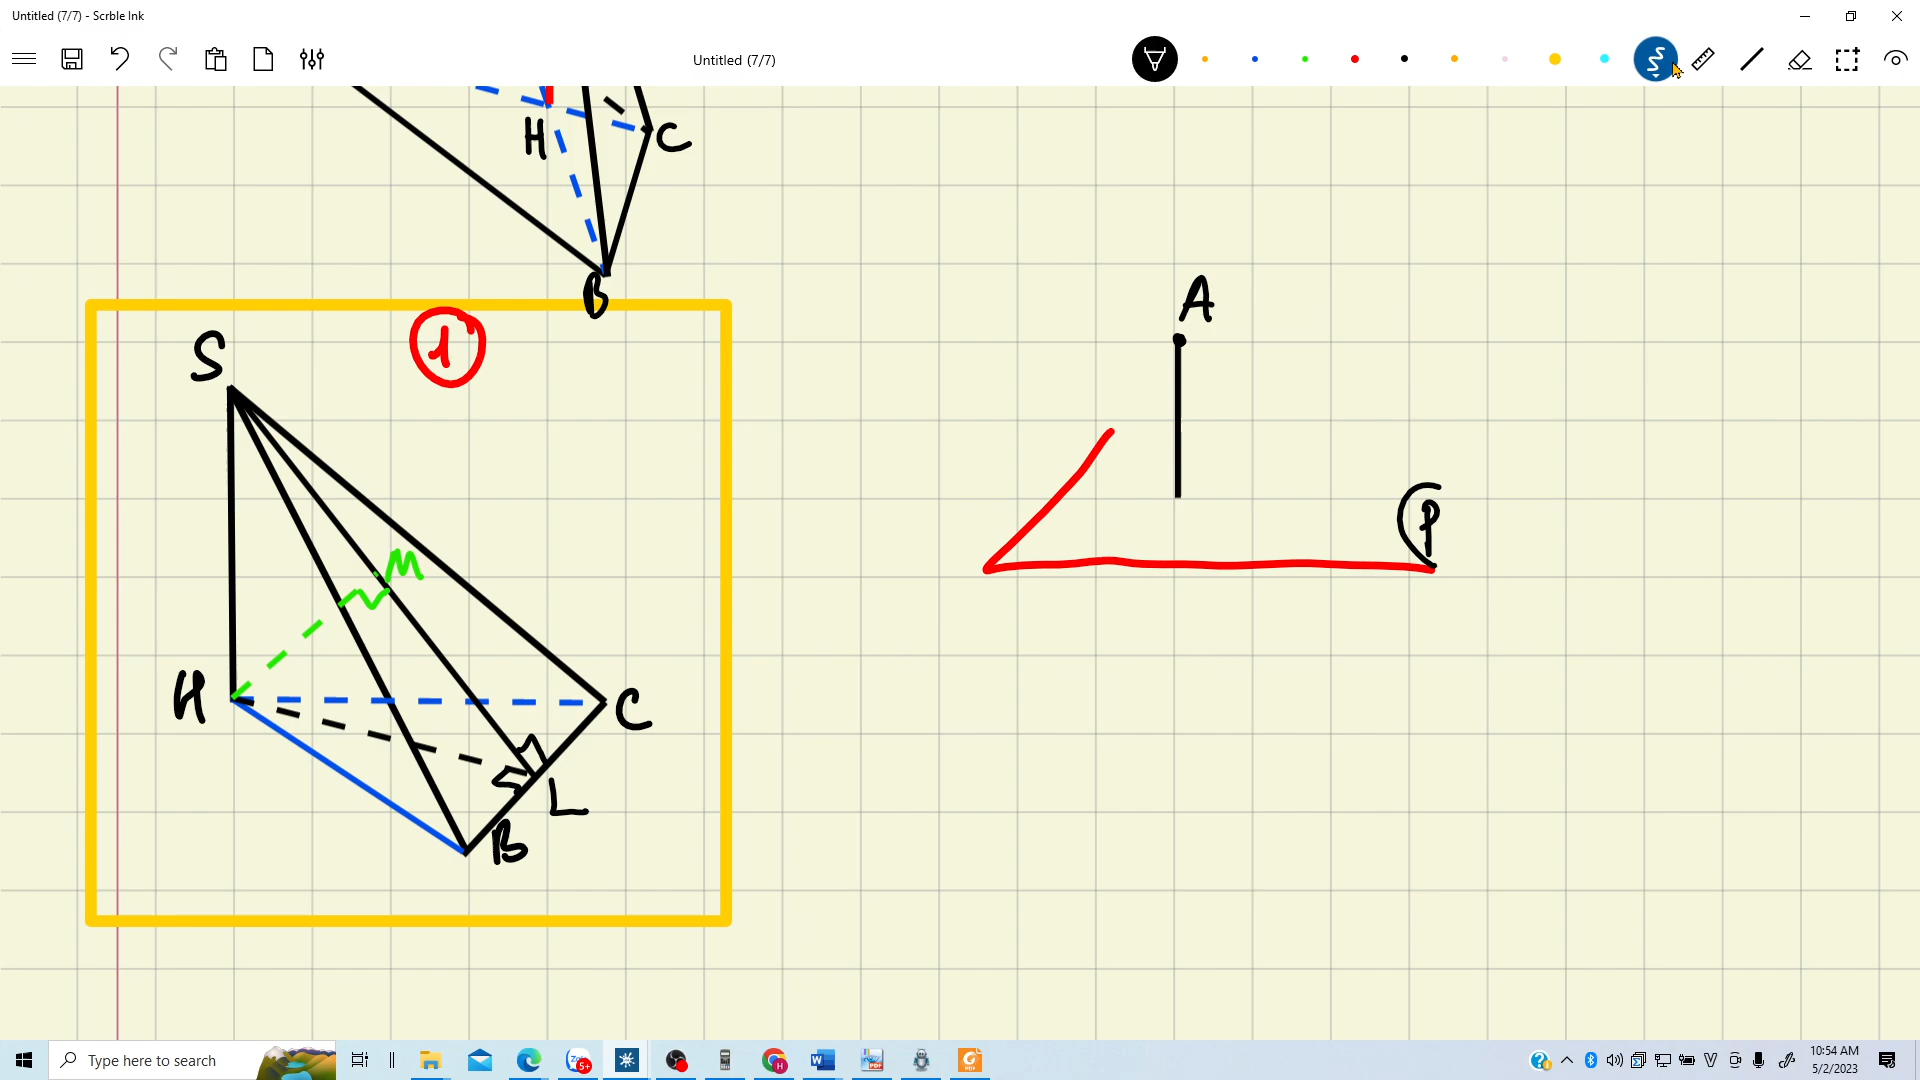 Untitled (7/7) - Scrble Ink
Untitled (7/7)
H
C
B
A
1
S
P
M
H
C
L
B
Type here to search
5+
10:54 AM
5/2/2023